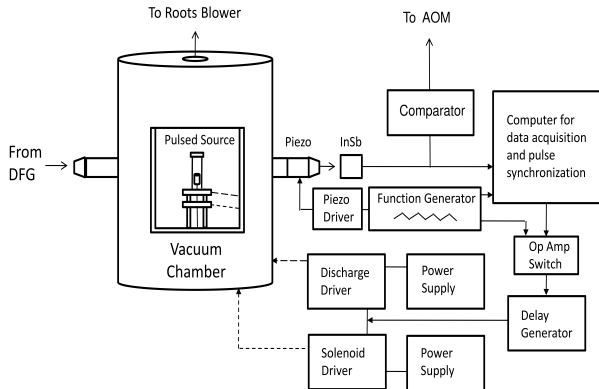 To Roots Blower
To AOM
Comparator
Computer for
data acquisition
and pulse
synchronization
Pulsed Source
Piezo
InSb
From
DFG
Piezo
Driver
Function Generator
Vacuum
Chamber
Op Amp
Switch
Discharge
Driver
Power
Supply
Delay
Generator
Solenoid
Driver
Power
Supply